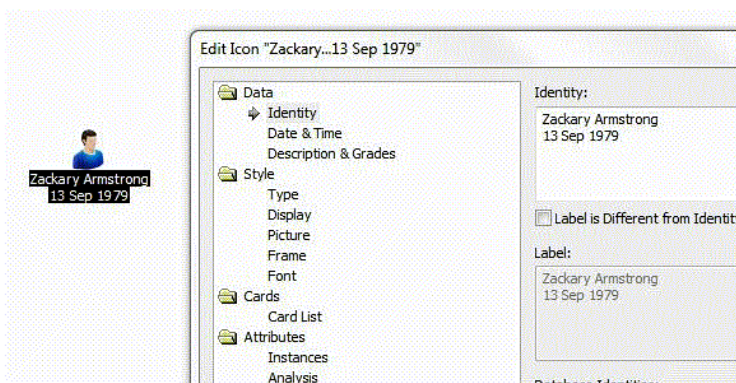 Edit Icon "Zackary...13 Sep 1979"
Zackary Armstrong
13 Sep 1979
Data
Identity
Date & Time
Description & Grades
Style
Type
Display
Picture
Frame
Font
Cards
Card List
Attributes
Instances
Analysis
Identity:
Zackary Armstrong
13 Sep 1979
Label is Different from Identit
Label:
Zackary Armstrong
13 Sep 1979